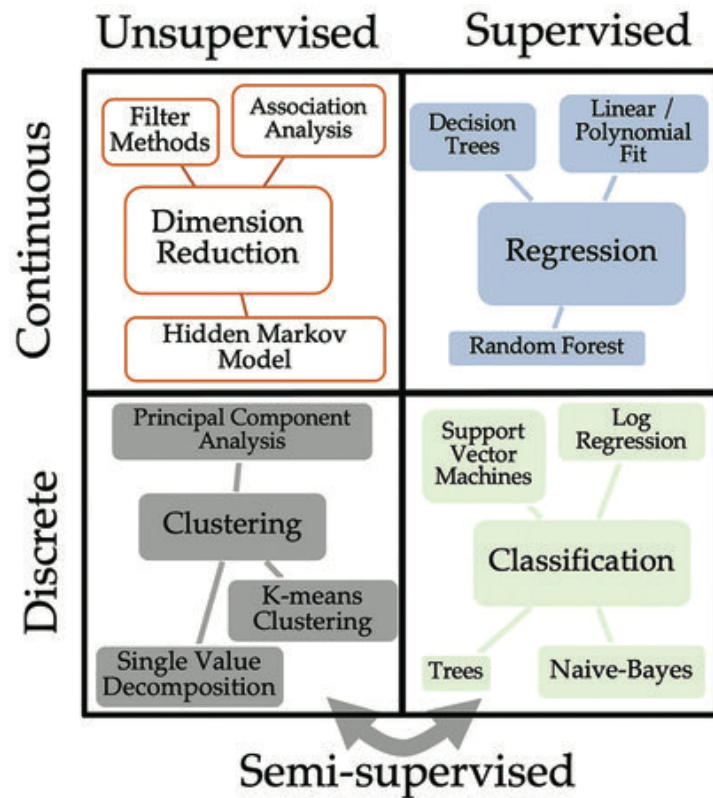 Unsupervised
Supervised
Continuous
Filter
Methods
Association
Analysis
Dimension
Reduction
Hidden Markov
Model
Decision
Trees
Linear /
Polynomial
Fit
Regression
Random Forest
Discrete
Principal Component
Analysis
Clustering
K-means
Clustering
Single Value
Decomposition
Support
Vector
Machines
Log
Regression
Classification
Trees
Naive-Bayes
Semi-supervised